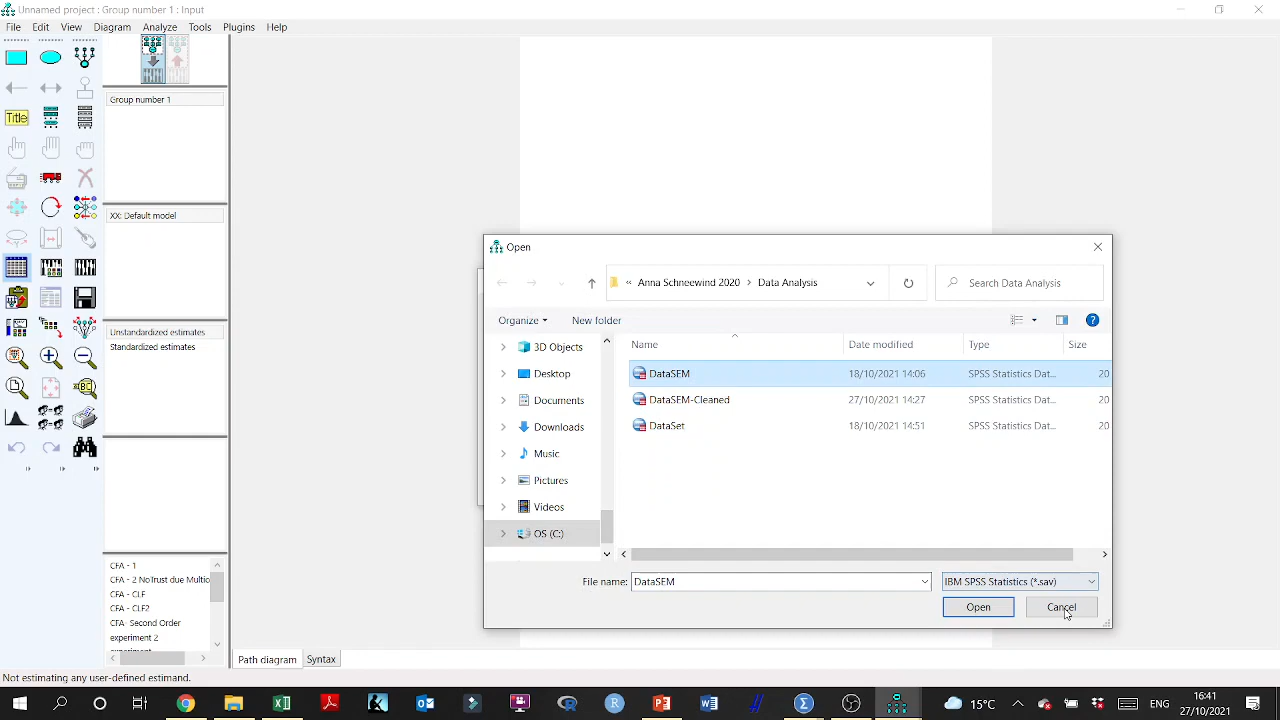 Unnamed project : Group number 1 : Input
File Edit View Diagram Analyze Tools Plugins Help
Title
Group number 1
XX: Default model
Unstandardized estimates
Standardized estimates
CFA - 1
CFA - 2 NoTrust due Multic
CFA - CLF
CFA - CLF2
CFA- Second Order
experiment 2
Open
« Anna Schneewind 2020 › Data Analysis
Search Data Analysis
Organize
New folder
Name Date modified Type Size
3D Objects
Desktop
Documents
Downloads
Music
Pictures
Videos
OS (C:)
DataSEM 18/10/2021 14:06 SPSS Statistics Dat... 20
DataSEM-Cleaned 27/10/2021 14:27 SPSS Statistics Dat... 20
DataSet 18/10/2021 14:51 SPSS Statistics Dat... 20
File name: DataSEM
IBM SPSS Statistics (*.sav)
Open Cancel
Path diagram Syntax
Not estimating any user-defined estimand.
15°C
ENG
16:41
27/10/2021